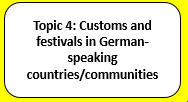 Topic 4: Customs and
festivals in German-
speaking
countries/communities